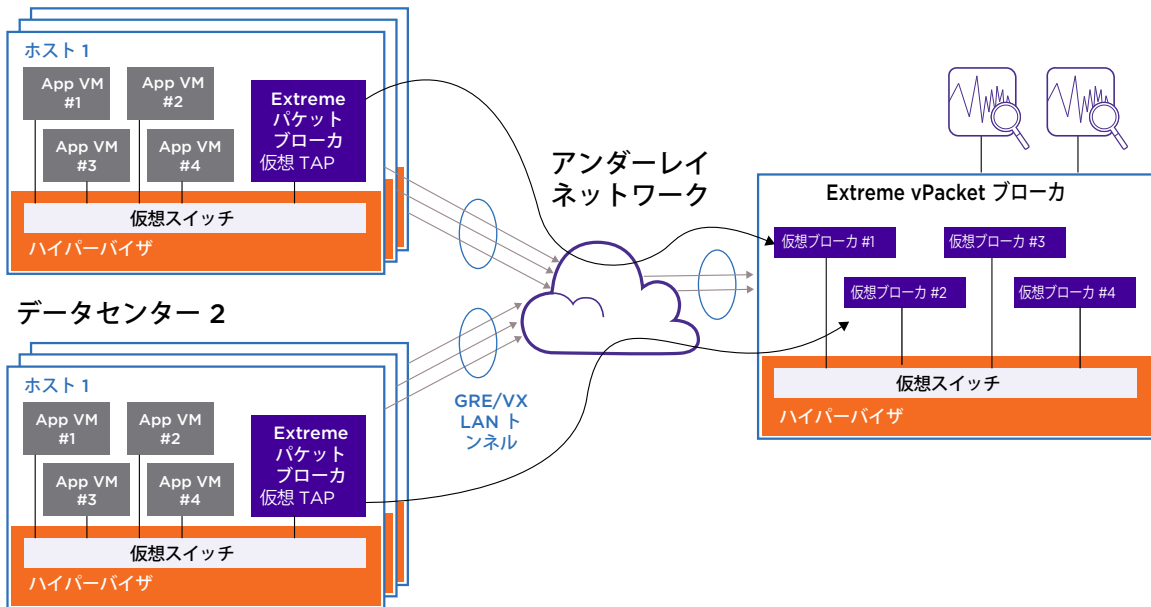 ホスト 1
App VM
#1
App VM
#2
App VM
#3
App VM
#4
Extreme
パケット
ブローカ
仮想 TAP
仮想スイッチ
ハイパーバイザ
データセンター 2
ホスト 1
App VM
#1
App VM
#2
App VM
#3
App VM
#4
Extreme
パケット
ブローカ
仮想 TAP
仮想スイッチ
ハイパーバイザ
アンダーレイ
ネットワーク
GRE/VX
LAN ト
ンネル
Extreme vPacket ブローカ
仮想ブローカ #1
仮想ブローカ #3
仮想ブローカ #2
仮想ブローカ #4
仮想スイッチ
ハイパーバイザ